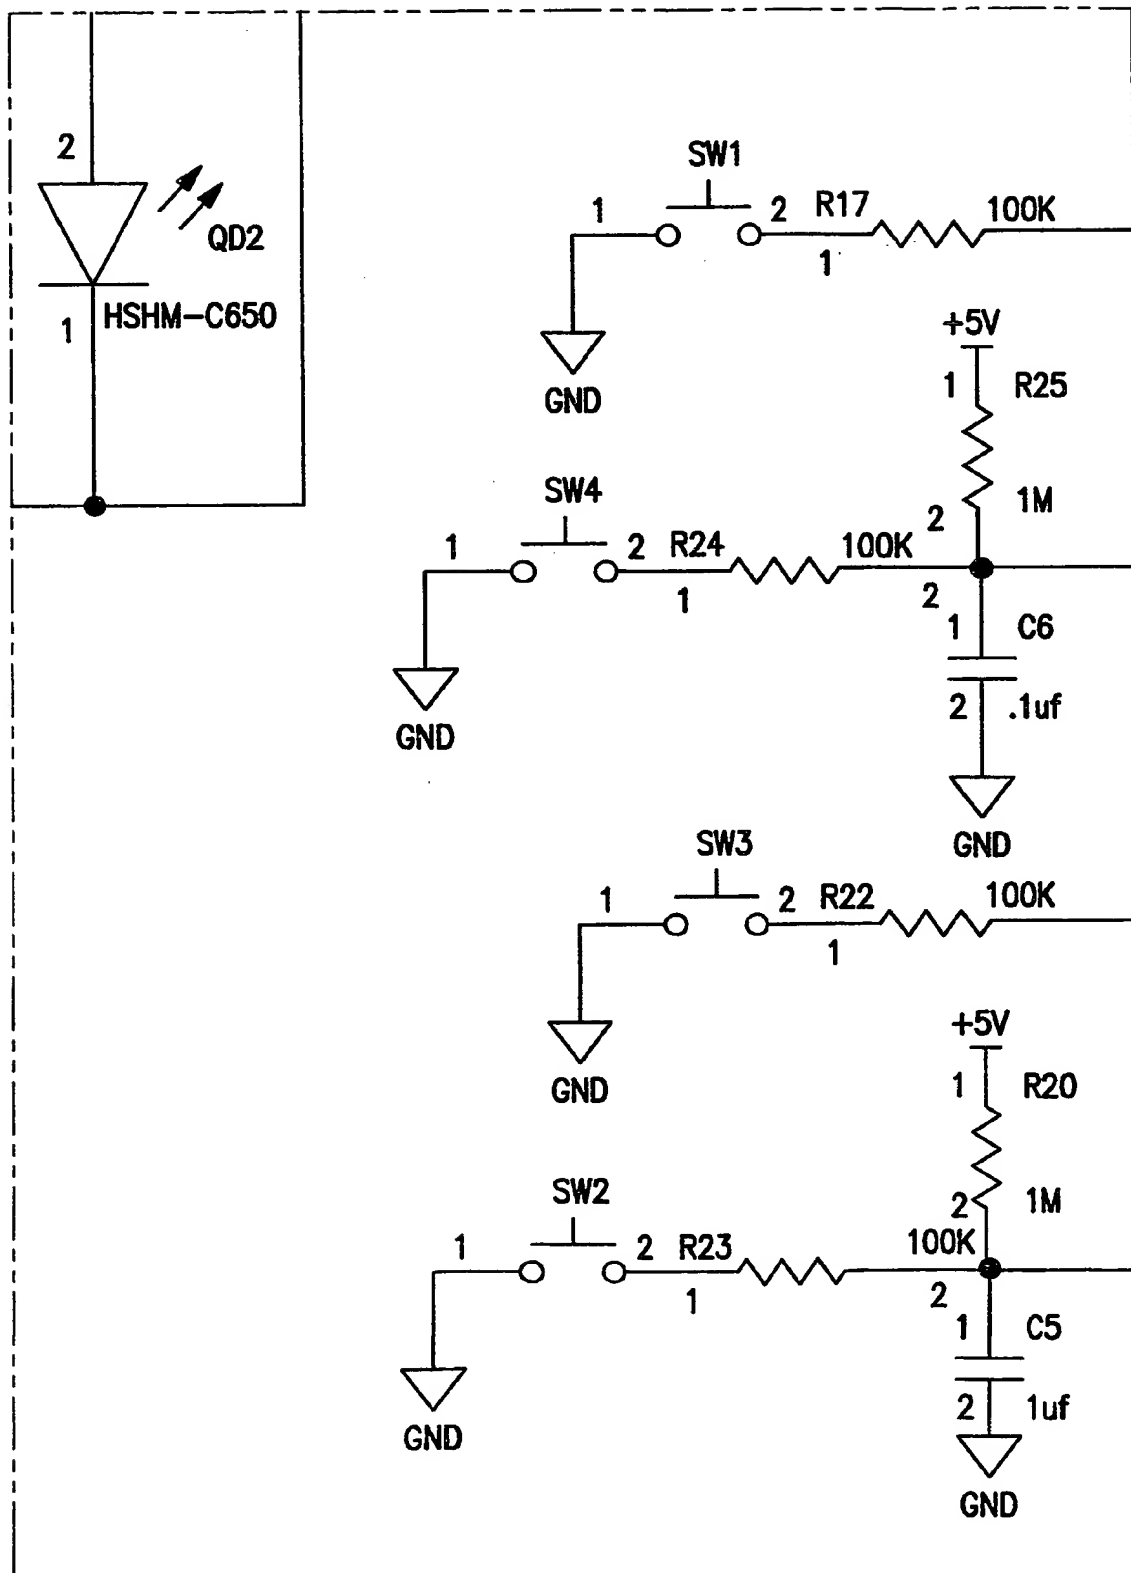 2
QD2
HSHM-C650
1
SW1
1
2
R17
100K
1
GND
+5V
1
R25
1M
2
SW4
1
2
R24
100K
1
2
1
C6
2
.1uf
GND
GND
SW3
1
2
R22
100K
1
GND
+5V
1
R20
2
1M
SW2
1
2
R23
100K
1
2
1
C5
2
1uf
GND
GND